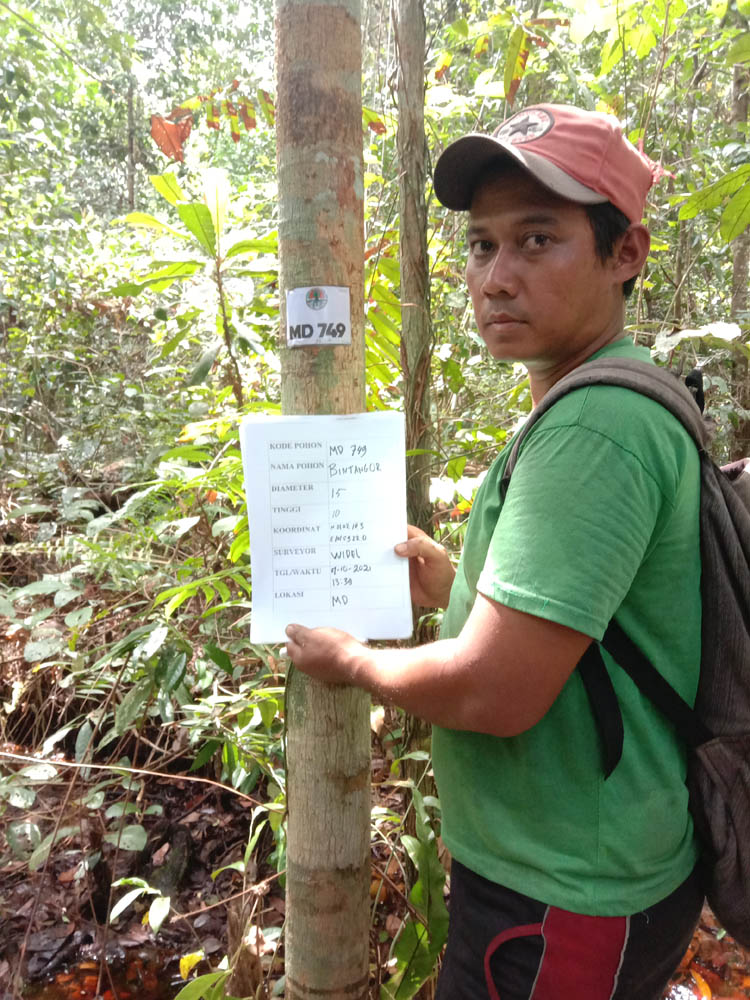 MD 749
KODE POHON MD 749
NAMA POHON BINTANGOR
DIAMETER 15
TINGGI 10
KOORDINAT
SURVEYOR WIDEL
TGL/WAKTU
13:39
LOKASI MD